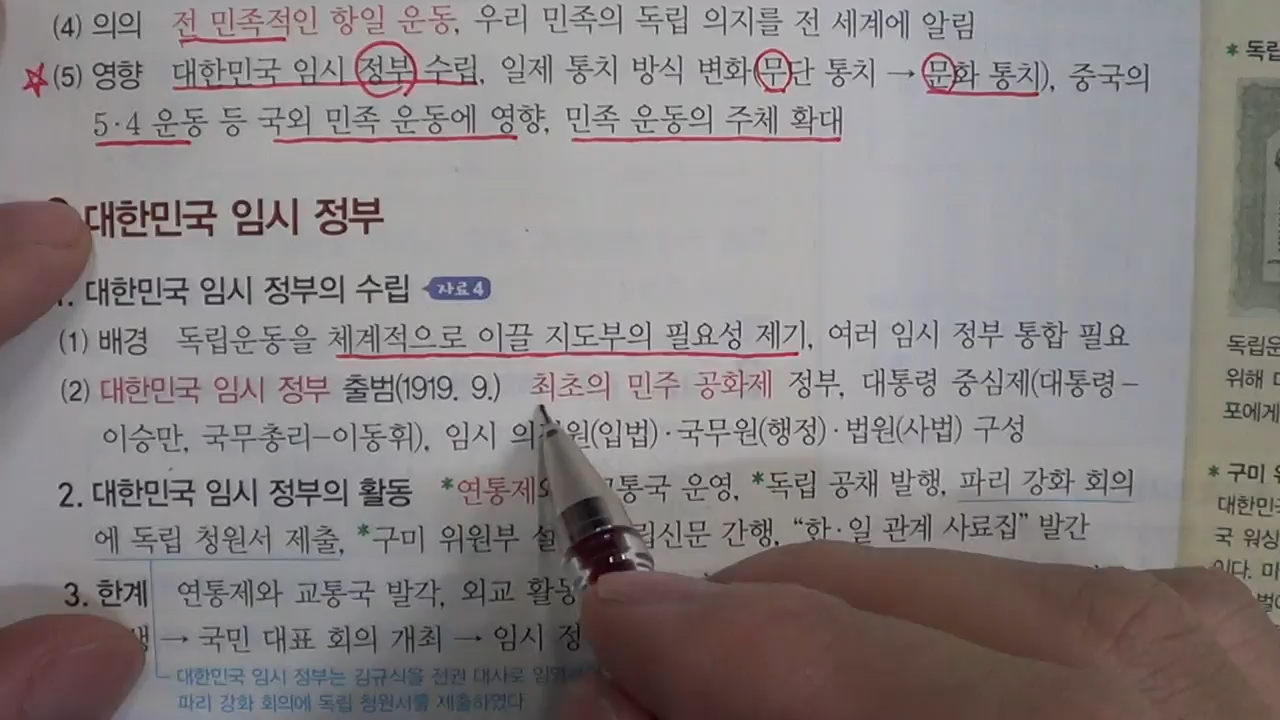 (4) 의의 전 민족적인 항일 운동, 우리 민족의 독립 의지를 전 세계에 알림
(5) 영향 대한민국 임시 정부 수립, 일제 통치 방식 변화(무단 통치 → 문화 통치), 중국의
5·4 운동 등 국외 민족 운동에 영향, 민족 운동의 주체 확대
대한민국 임시 정부
1. 대한민국 임시 정부의 수립 자료 4
(1) 배경 독립운동을 체계적으로 이끌 지도부의 필요성 제기, 여러 임시 정부 통합 필요
(2) 대한민국 임시 정부 출범(1919. 9.) 최초의 민주 공화제 정부, 대통령 중심제(대통령-
이승만, 국무총리-이동휘), 임시 의정원(입법)·국무원(행정)·법원(사법) 구성
2. 대한민국 임시 정부의 활동 *연통제 통국 운영, *독립 공채 발행, 파리 강화 회의
에 독립 청원서 제출, *구미 위원부 설 립신문 간행, “한·일 관계 사료집” 발간
3. 한계 연통제와 교통국 발각, 외교 활동
생 → 국민 대표 회의 개최 → 임시 정
대한민국 임시 정부는 김규식을 전권 대사로 임명
파리 강화 회의에 독립 청원서를 제출하였다
* 독립
독립운
위해
포에게
* 구미
대한민
국 워싱
있다. 미